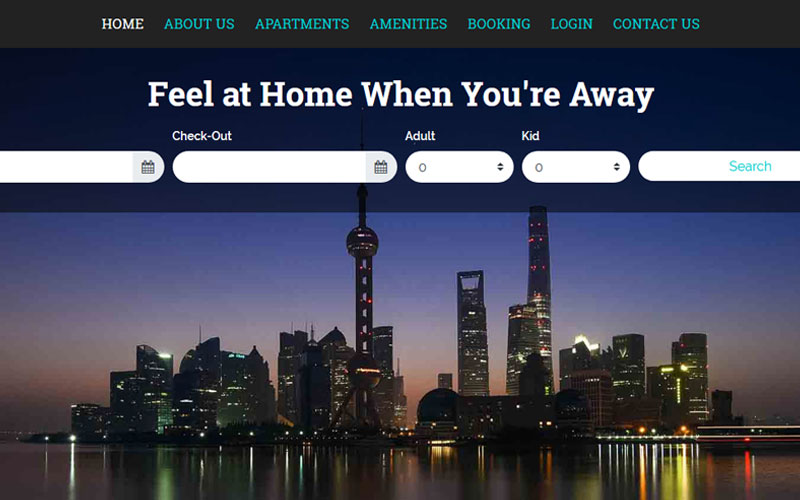 HOME ABOUT US APARTMENTS AMENITIES BOOKING LOGIN CONTACT US
Feel at Home When You're Away
Check-Out Adult Kid
0 0 Search